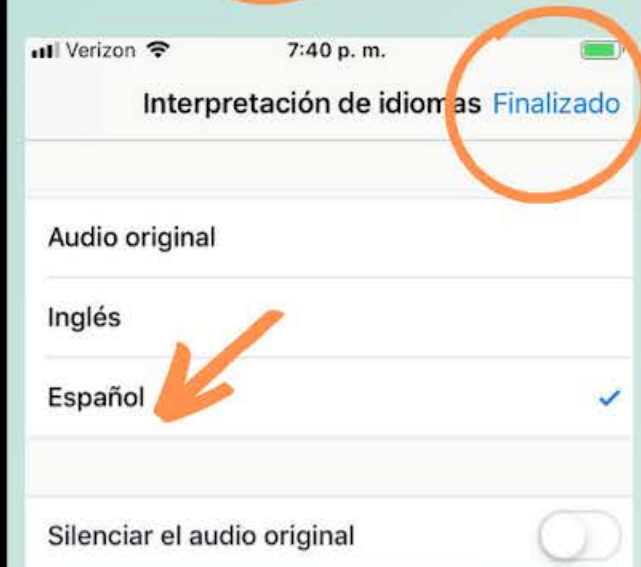 Verizon 7:40 p. m.
Interpretación de idiomas Finalizado
Audio original
Inglés
Español
Silenciar el audio original